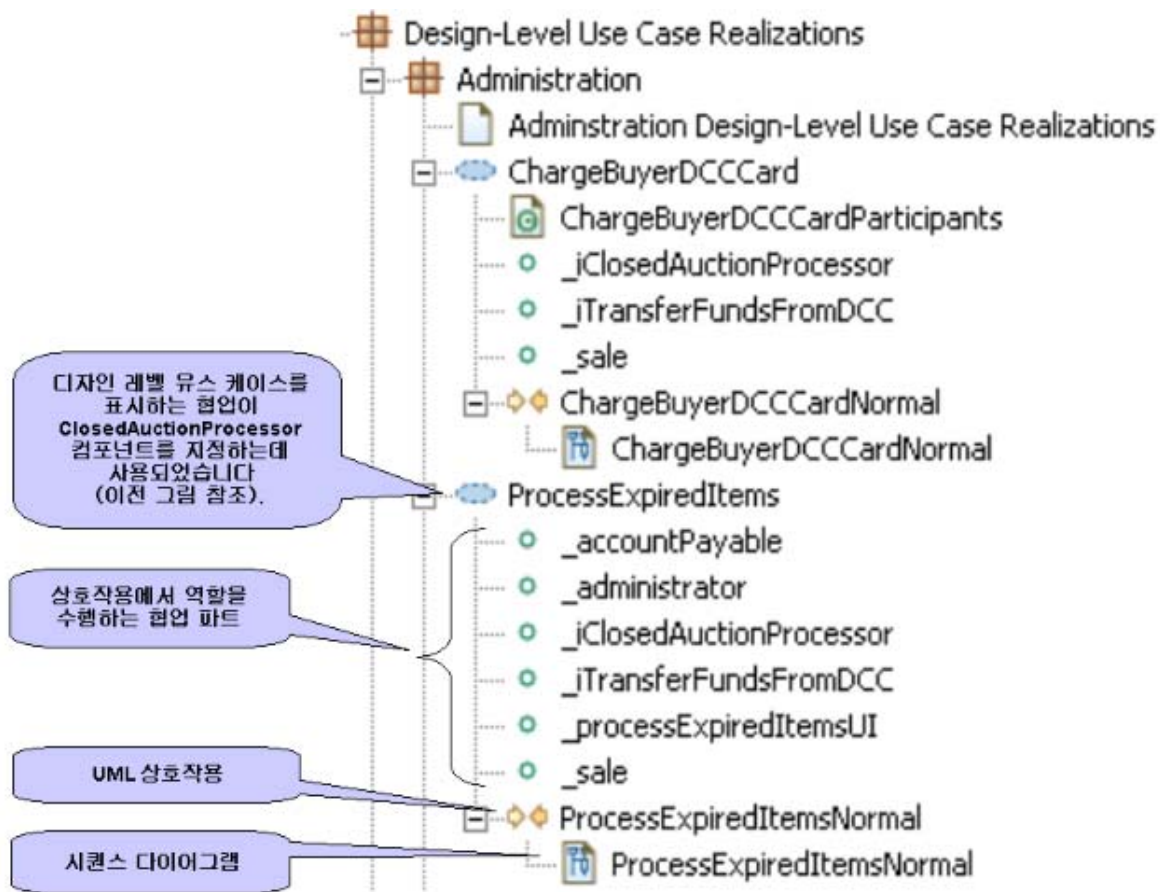 Design-Level Use Case Realizations
Administration
Adminstration Design-Level Use Case Realizations
ChargeBuyerDCCCard
ChargeBuyerDCCCardParticipants
_iClosedAuctionProcessor
_iTransferFundsFromDCC
_sale
ChargeBuyerDCCCardNormal
ChargeBuyerDCCCardNormal
디자인 레벨 유스 케이스를
표시하는 협업이
ClosedAuctionProcessor
컴포넌트를 지정하는데
사용되었습니다
(이전 그림 참조).
ProcessExpiredItems
_accountPayable
_administrator
_iClosedAuctionProcessor
_iTransferFundsFromDCC
_processExpiredItemsUI
_sale
상호작용에서 역할을
수행하는 협업 파트
UML 상호작용
ProcessExpiredItemsNormal
시퀀스 다이어그램
ProcessExpiredItemsNormal